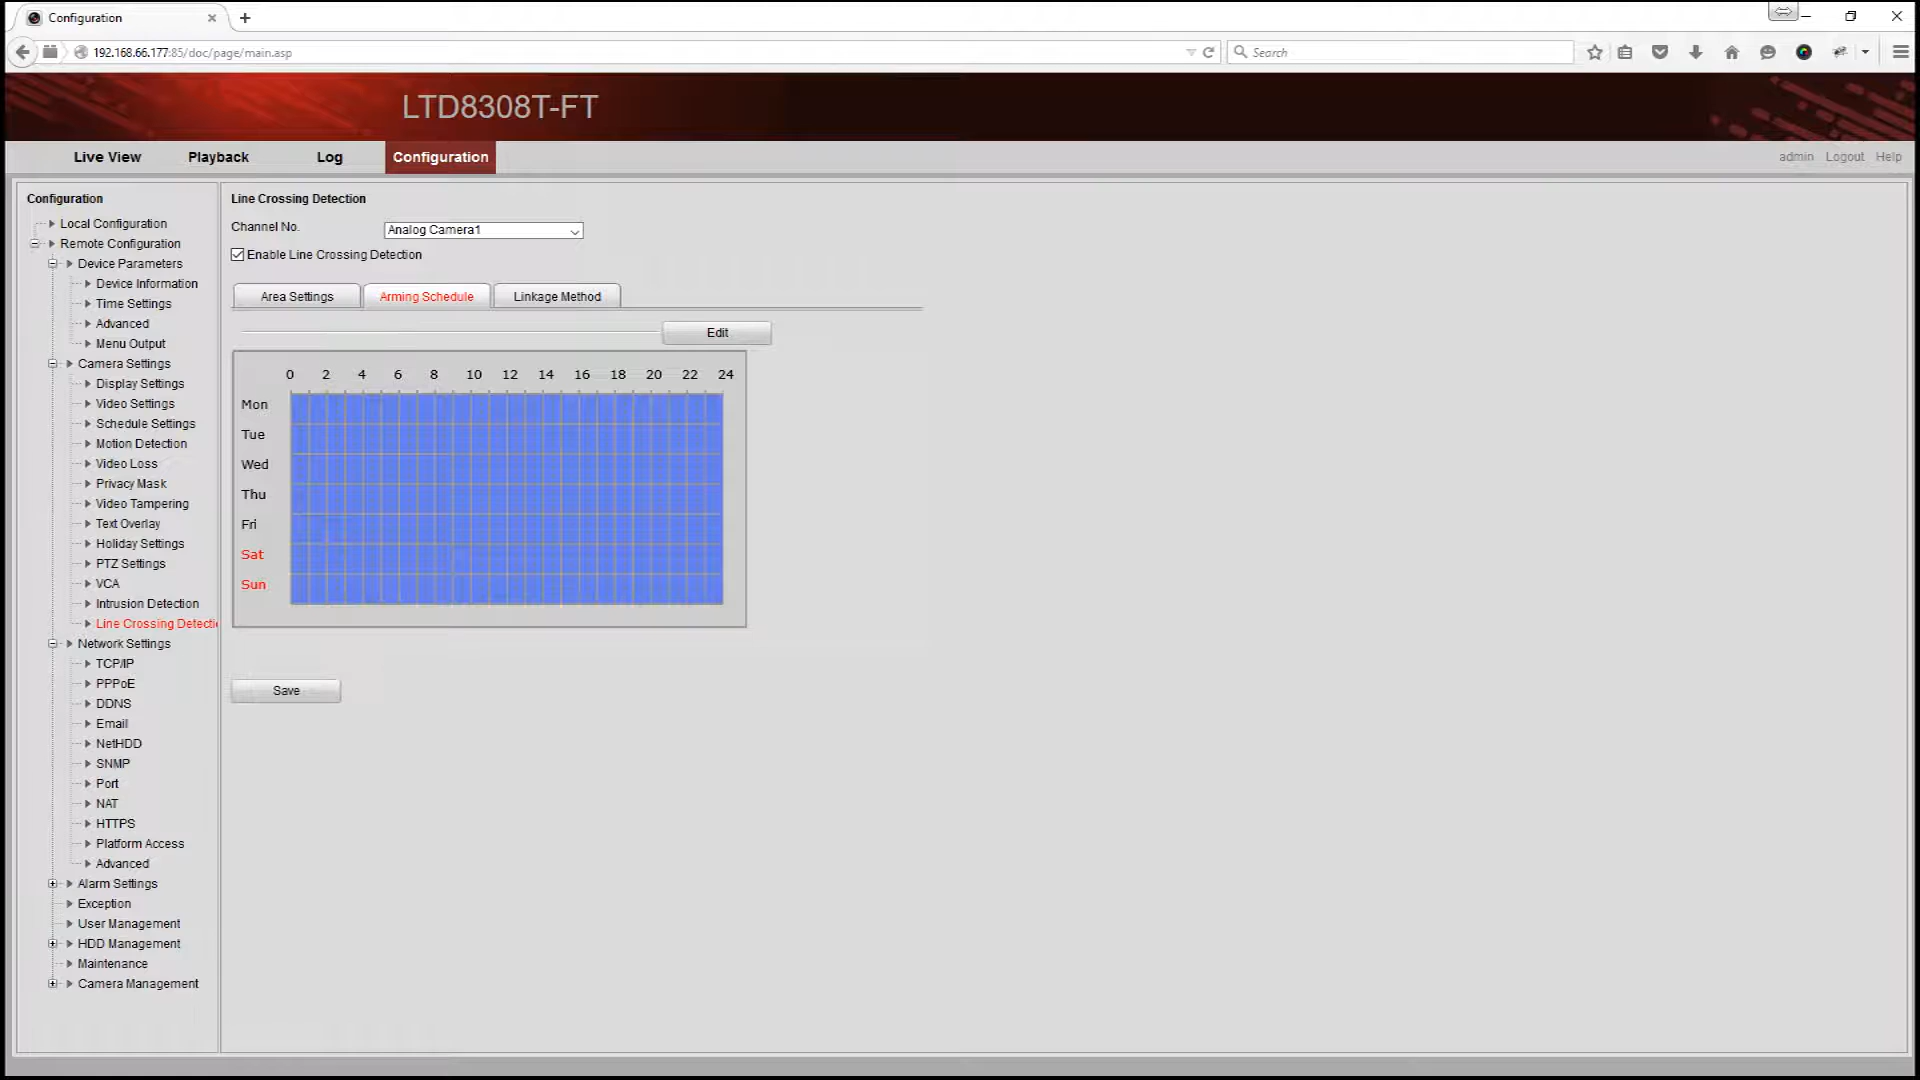 Configuration
192.168.66.177:85/doc/page/main.asp
Search
LTD8308T-FT
Live View
Playback
Log
Configuration
admin
Logout
Help
Configuration
Local Configuration
Remote Configuration
Device Parameters
Device Information
Time Settings
Advanced
Menu Output
Camera Settings
Display Settings
Video Settings
Schedule Settings
Motion Detection
Video Loss
Privacy Mask
Video Tampering
Text Overlay
Holiday Settings
PTZ Settings
VCA
Intrusion Detection
Line Crossing Detecti
Network Settings
TCP/IP
PPPoE
DDNS
Email
NetHDD
SNMP
Port
NAT
HTTPS
Platform Access
Advanced
Alarm Settings
Exception
User Management
HDD Management
Maintenance
Camera Management
Line Crossing Detection
Channel No.
Analog Camera1
Enable Line Crossing Detection
Area Settings
Arming Schedule
Linkage Method
Edit
0 2 4 6 8 10 12 14 16 18 20 22 24
Mon
Tue
Wed
Thu
Fri
Sat
Sun
Save